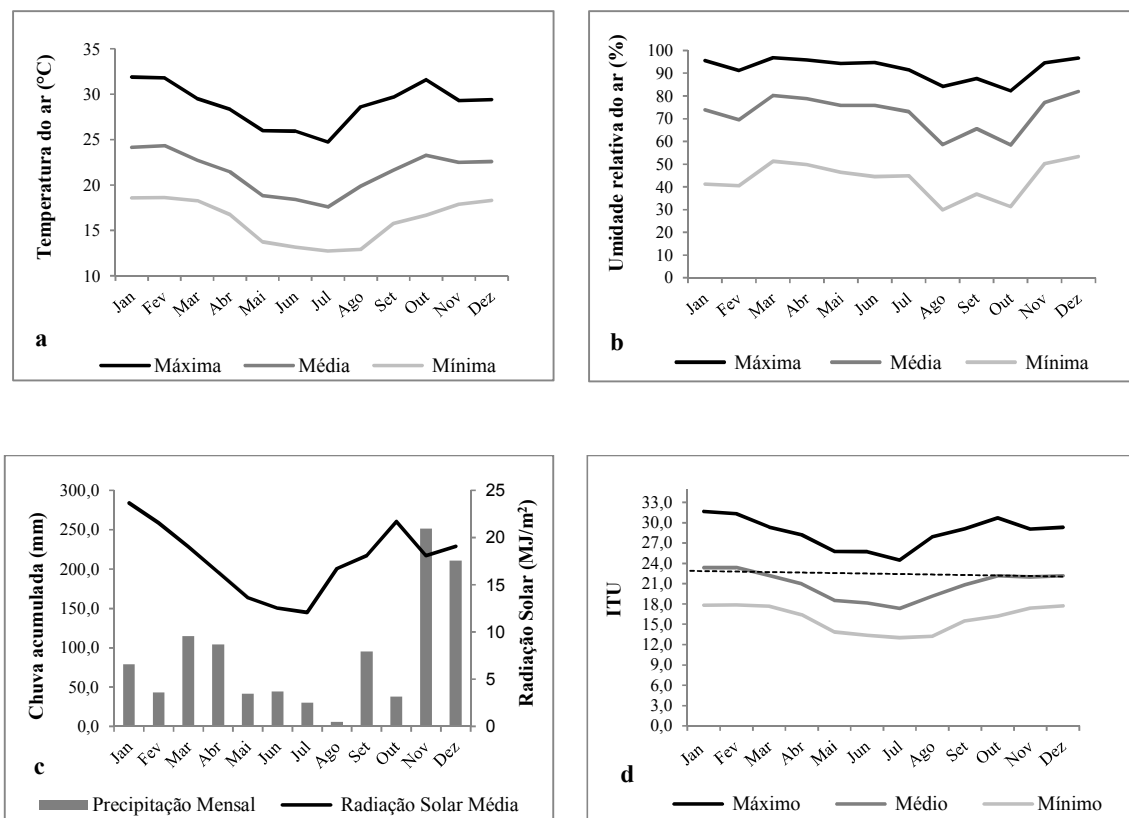 Temperatura do ar (°C)
35
30
25
20
15
10
Jan Fev Mar Abr Mai Jun Jul Ago Set Out Nov Dez
a
Máxima Média Mínima
Umidade relativa do ar (%)
100
90
80
70
60
50
40
30
20
10
0
Jan Fev Mar Abr Mai Jun Jul Ago Set Out Nov Dez
b
Máxima Média Mínima
Chuva acumulada (mm)
300,0
250,0
200,0
150,0
100,0
50,0
0,0
25
20
15
10
5
0
Radiação Solar (MJ/m²)
Jan Fev Mar Abr Mai Jun Jul Ago Set Out Nov Dez
c
Precipitação Mensal Radiação Solar Média
ITU
33,0
30,0
27,0
24,0
21,0
18,0
15,0
12,0
9,0
6,0
3,0
0,0
Jan Fev Mar Abr Mai Jun Jul Ago Set Out Nov Dez
d
Máximo Médio Mínimo